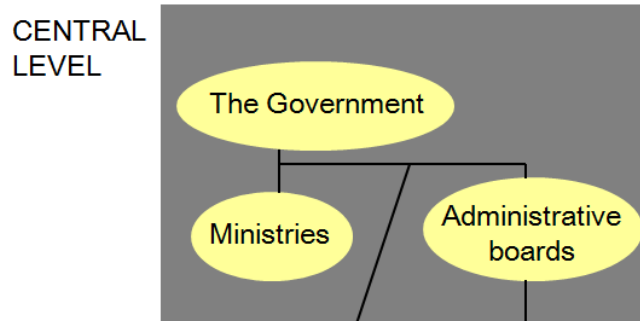 CENTRAL
LEVEL
The Government
Ministries
Administrative
boards